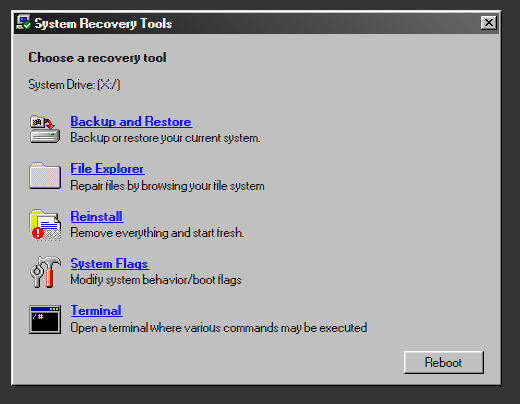 System Recovery Tools
Choose a recovery tool
System Drive: (X:/)
Backup and Restore
Backup or restore your current system.
File Explorer
Repair files by browsing your file system
Reinstall
Remove everything and start fresh.
System Flags
Modify system behavior/boot flags
/#
Terminal
Open a terminal where various commands may be executed
Reboot